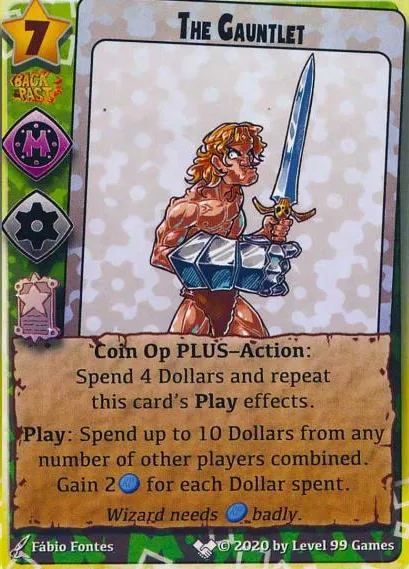 7
THE GAUNTLET
BACK
PAST
M
Coin Op PLUS–Action:
Spend 4 Dollars and repeat
this card's Play effects.
Play: Spend up to 10 Dollars from any
number of other players combined.
Gain 2 for each Dollar spent.
Wizard needs badly.
Fábio Fontes
© 2020 by Level 99 Games